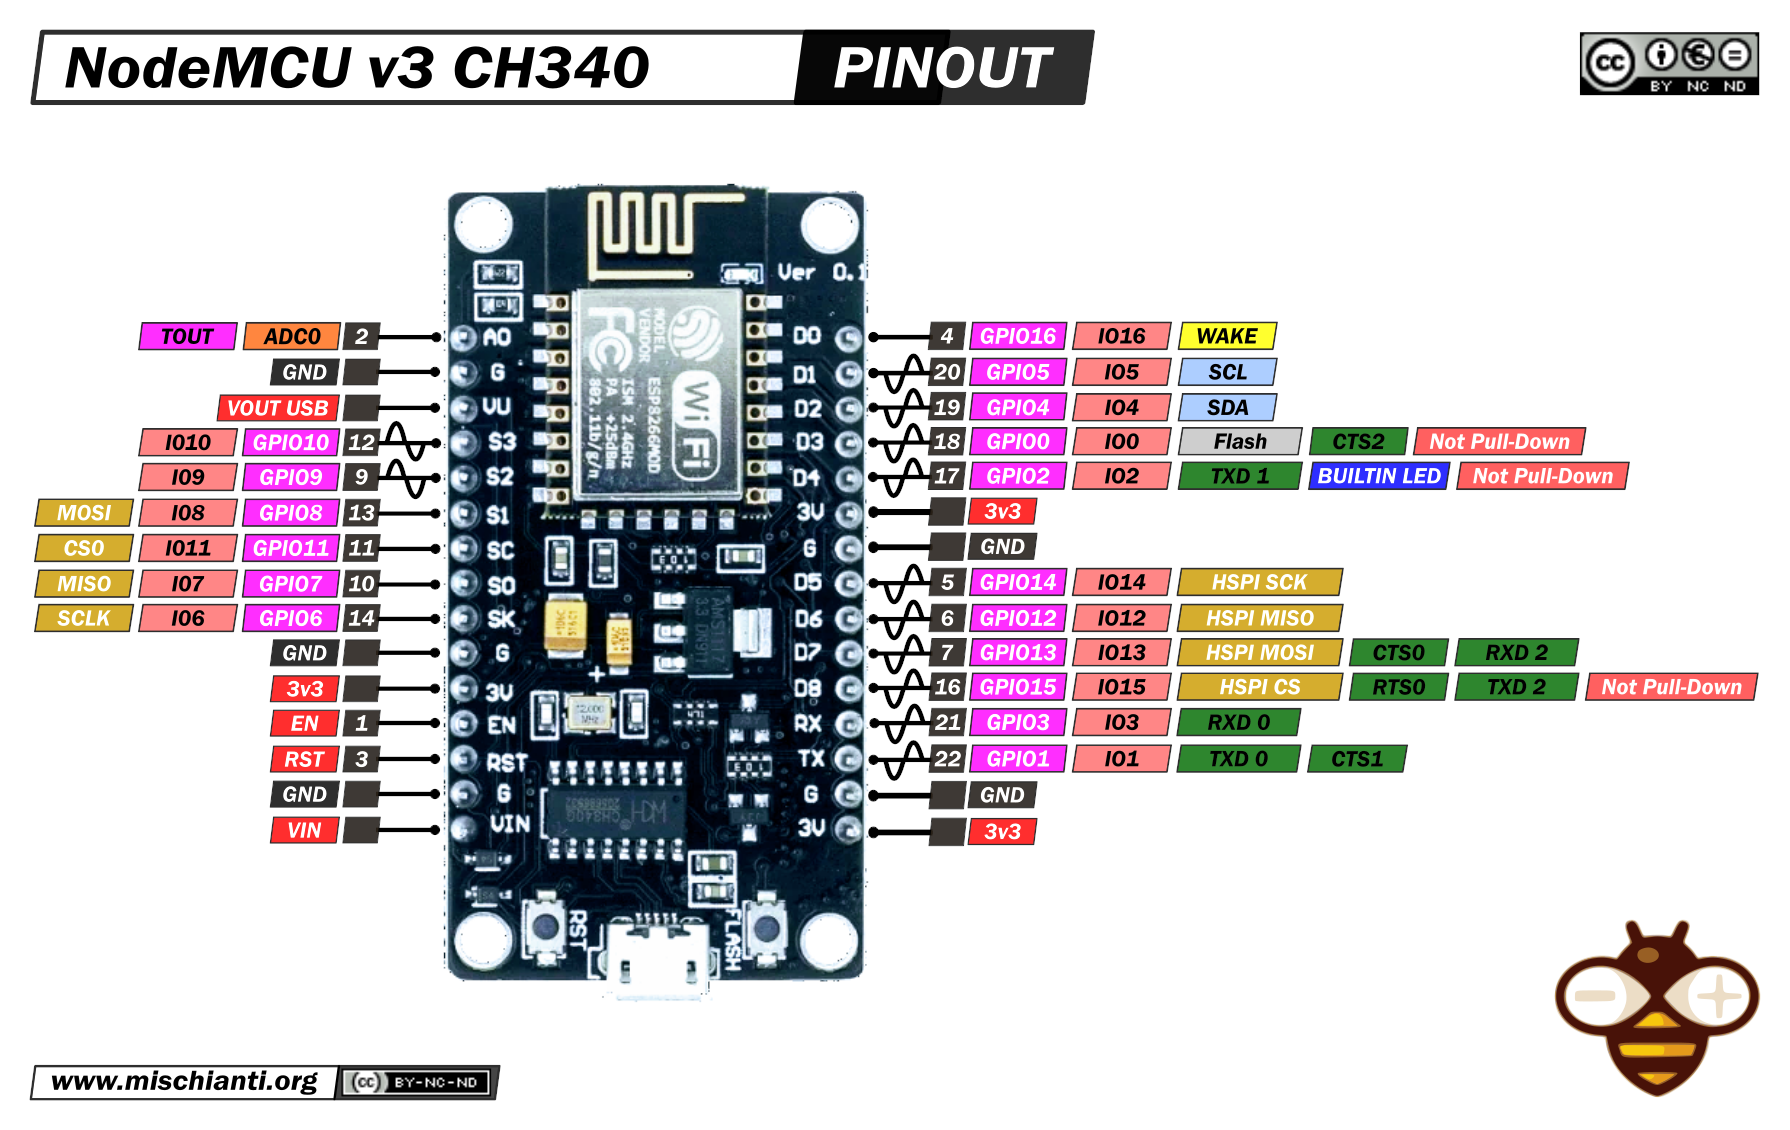 NodeMCU v3 CH340 PINOUT
cc BY NC ND
Ver 0.1
MODEL
VENDOR
ESP8266MOD
ISM 2.4GHz
PA +25dBm
802.11b/g/n
FC
WiFi
TOUT ADC0 2 A0
GND G
VOUT USB VU
IO10 GPIO10 12 S3
IO9 GPIO9 9 S2
MOSI IO8 GPIO8 13 S1
CS0 IO11 GPIO11 11 SC
MISO IO7 GPIO7 10 S0
SCLK IO6 GPIO6 14 SK
GND G
3v3 3V
EN 1 EN
RST 3 RST
GND G
VIN VIN
D0 4 GPIO16 IO16 WAKE
D1 20 GPIO5 IO5 SCL
D2 19 GPIO4 IO4 SDA
D3 18 GPIO0 IO0 Flash CTS2 Not Pull-Down
D4 17 GPIO2 IO2 TXD 1 BUILTIN LED Not Pull-Down
3V 3v3
G GND
D5 5 GPIO14 IO14 HSPI SCK
D6 6 GPIO12 IO12 HSPI MISO
D7 7 GPIO13 IO13 HSPI MOSI CTS0 RXD 2
D8 16 GPIO15 IO15 HSPI CS RTS0 TXD 2 Not Pull-Down
RX 21 GPIO3 IO3 RXD 0
TX 22 GPIO1 IO1 TXD 0 CTS1
G GND
3V 3v3
AMS1117
12.000
MHz
CH340G
RST
FLASH
www.mischianti.org
cc BY-NC-ND